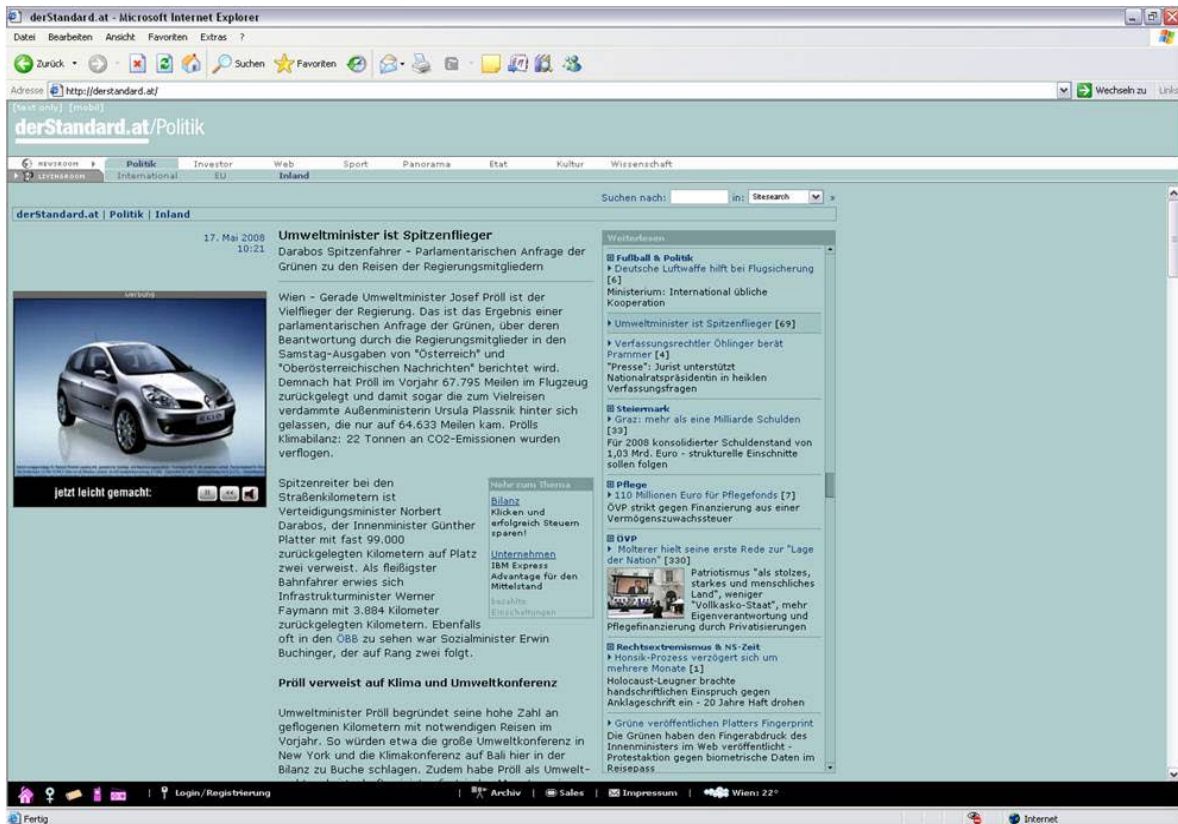 derStandard.at - Microsoft Internet Explorer
Datei Bearbeiten Ansicht Favoriten Extras ?
Zurück Suchen Favoriten
Adresse http://derstandard.at/ Wechseln zu Links
[text only] [mobil]
derStandard.at/Politik
NEWSROOM Politik Investor Web Sport Panorama Etat Kultur Wissenschaft
LIVINGROOM International EU Inland
Suchen nach: in: Sitesearch »
derStandard.at | Politik | Inland
17. Mai 2008
10:21
Werbung
CLIO
jetzt leicht gemacht:
Umweltminister ist Spitzenflieger
Darabos Spitzenfahrer - Parlamentarischen Anfrage der
Grünen zu den Reisen der Regierungsmitgliedern
Wien - Gerade Umweltminister Josef Pröll ist der
Vielflieger der Regierung. Das ist das Ergebnis einer
parlamentarischen Anfrage der Grünen, über deren
Beantwortung durch die Regierungsmitglieder in den
Samstag-Ausgaben von "Österreich" und
"Oberösterreichischen Nachrichten" berichtet wird.
Demnach hat Pröll im Vorjahr 67.795 Meilen im Flugzeug
zurückgelegt und damit sogar die zum Vielreisen
verdammte Außenministerin Ursula Plassnik hinter sich
gelassen, die nur auf 64.633 Meilen kam. Prölls
Klimabilanz: 22 Tonnen an CO2-Emissionen wurden
verflogen.
Spitzenreiter bei den
Straßenkilometern ist
Verteidigungsminister Norbert
Darabos, der Innenminister Günther
Platter mit fast 99.000
zurückgelegten Kilometern auf Platz
zwei verweist. Als fleißigster
Bahnfahrer erwies sich
Infrastrukturminister Werner
Faymann mit 3.884 Kilometer
zurückgelegten Kilometern. Ebenfalls
oft in den ÖBB zu sehen war Sozialminister Erwin
Buchinger, der auf Rang zwei folgt.
Mehr zum Thema
Bilanz
Klicken und
erfolgreich Steuern
sparen!
Unternehmen
IBM Express
Advantage für den
Mittelstand
bezahlte
Einschaltungen
Pröll verweist auf Klima und Umweltkonferenz
Umweltminister Pröll begründet seine hohe Zahl an
geflogenen Kilometern mit notwendigen Reisen im
Vorjahr. So würden etwa die große Umweltkonferenz in
New York und die Klimakonferenz auf Bali hier in der
Bilanz zu Buche schlagen. Zudem habe Pröll als Umwelt-
Weiterlesen
Fußball & Politik
Deutsche Luftwaffe hilft bei Flugsicherung
[6]
Ministerium: International übliche
Kooperation
Umweltminister ist Spitzenflieger [69]
Verfassungsrechtler Öhlinger berät
Prammer [4]
"Presse": Jurist unterstützt
Nationalratspräsidentin in heiklen
Verfassungsfragen
Steiermark
Graz: mehr als eine Milliarde Schulden
[33]
Für 2008 konsolidierter Schuldenstand von
1,03 Mrd. Euro - strukturelle Einschnitte
sollen folgen
Pflege
110 Millionen Euro für Pflegefonds [7]
ÖVP strikt gegen Finanzierung aus einer
Vermögenszuwachssteuer
ÖVP
Molterer hielt seine erste Rede zur "Lage
der Nation" [330]
Patriotismus "als stolzes,
starkes und menschliches
Land", weniger
"Vollkasko-Staat", mehr
Eigenverantwortung und
Pflegefinanzierung durch Privatisierungen
Rechtsextremismus & NS-Zeit
Honsik-Prozess verzögert sich um
mehrere Monate [1]
Holocaust-Leugner brachte
handschriftlichen Einspruch gegen
Anklageschrift ein - 20 Jahre Haft drohen
Grüne veröffentlichen Platters Fingerprint
Die Grünen haben den Fingerabdruck des
Innenministers im Web veröffentlicht -
Protestaktion gegen biometrische Daten im
Reisepass
| Login/Registrierung | Archiv | Sales | Impressum | Wien: 22°
Fertig Internet